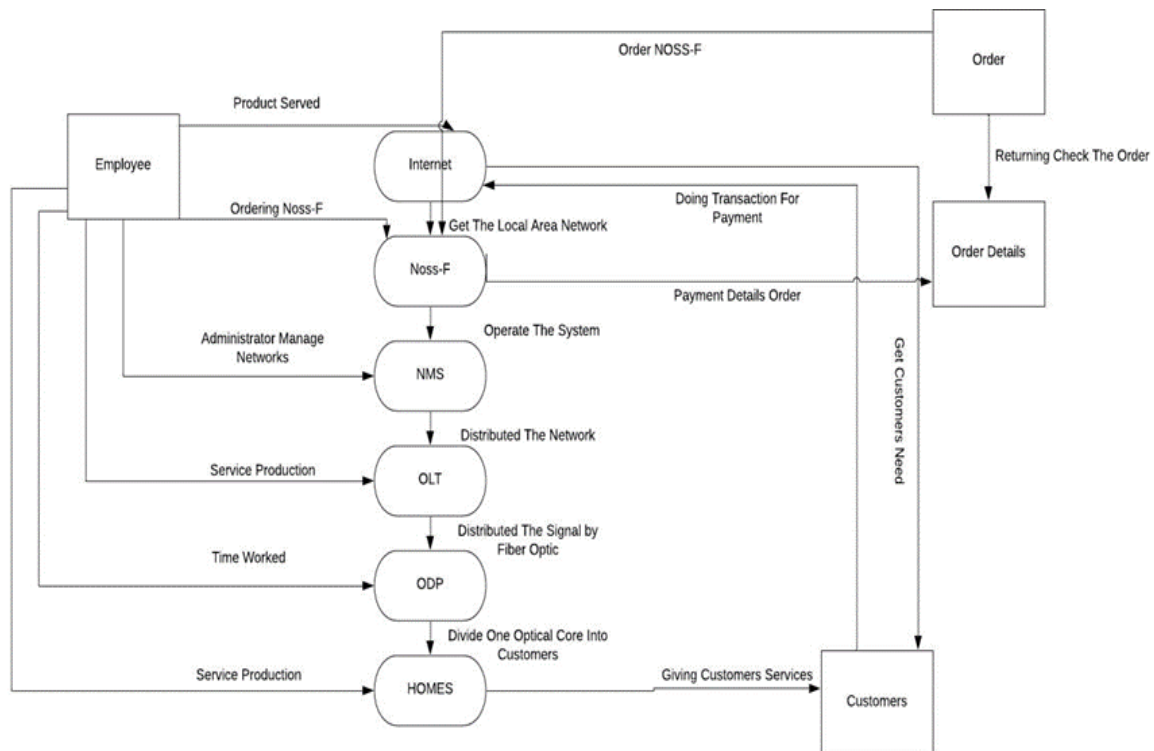 Order NOSS-F
Order
Product Served
Employee
Internet
Returning Check The Order
Doing Transaction For
Payment
Ordering Noss-F
Get The Local Area Network
Order Details
Noss-F
Payment Details Order
Operate The System
Administrator Manage
Networks
NMS
Get Customers Need
Distributed The Network
Service Production
OLT
Distributed The Signal by
Fiber Optic
Time Worked
ODP
Divide One Optical Core Into
Customers
Service Production
HOMES
Giving Customers Services
Customers